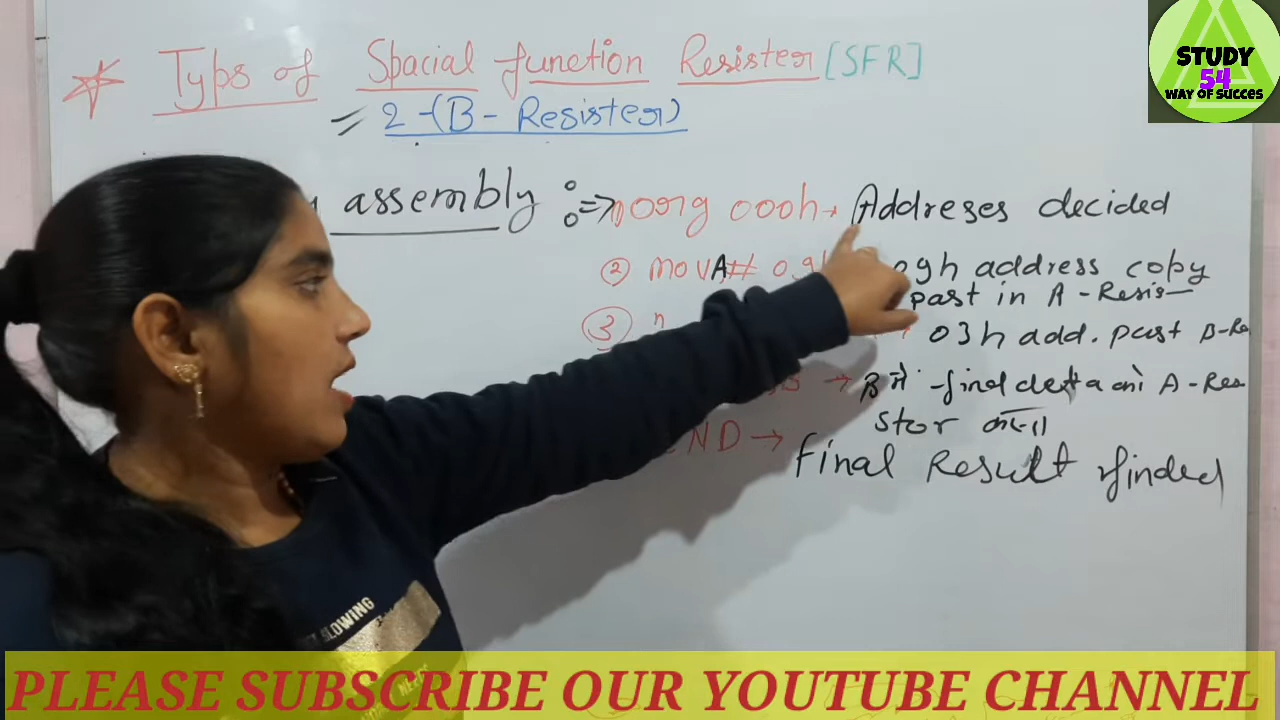 Typs of Spacial function Resister [SFR]
2-(B-Resister)
assembly :=>
1) org 000h → Addreses decided
② mov A# 09h address copy
past in A-Resis-
③ 03h add. past B-Re
→ B में -find deta को A-Res
Stor
END → Final Result finded
STUDY
54
WAY OF SUCCES
PLEASE SUBSCRIBE OUR YOUTUBE CHANNEL